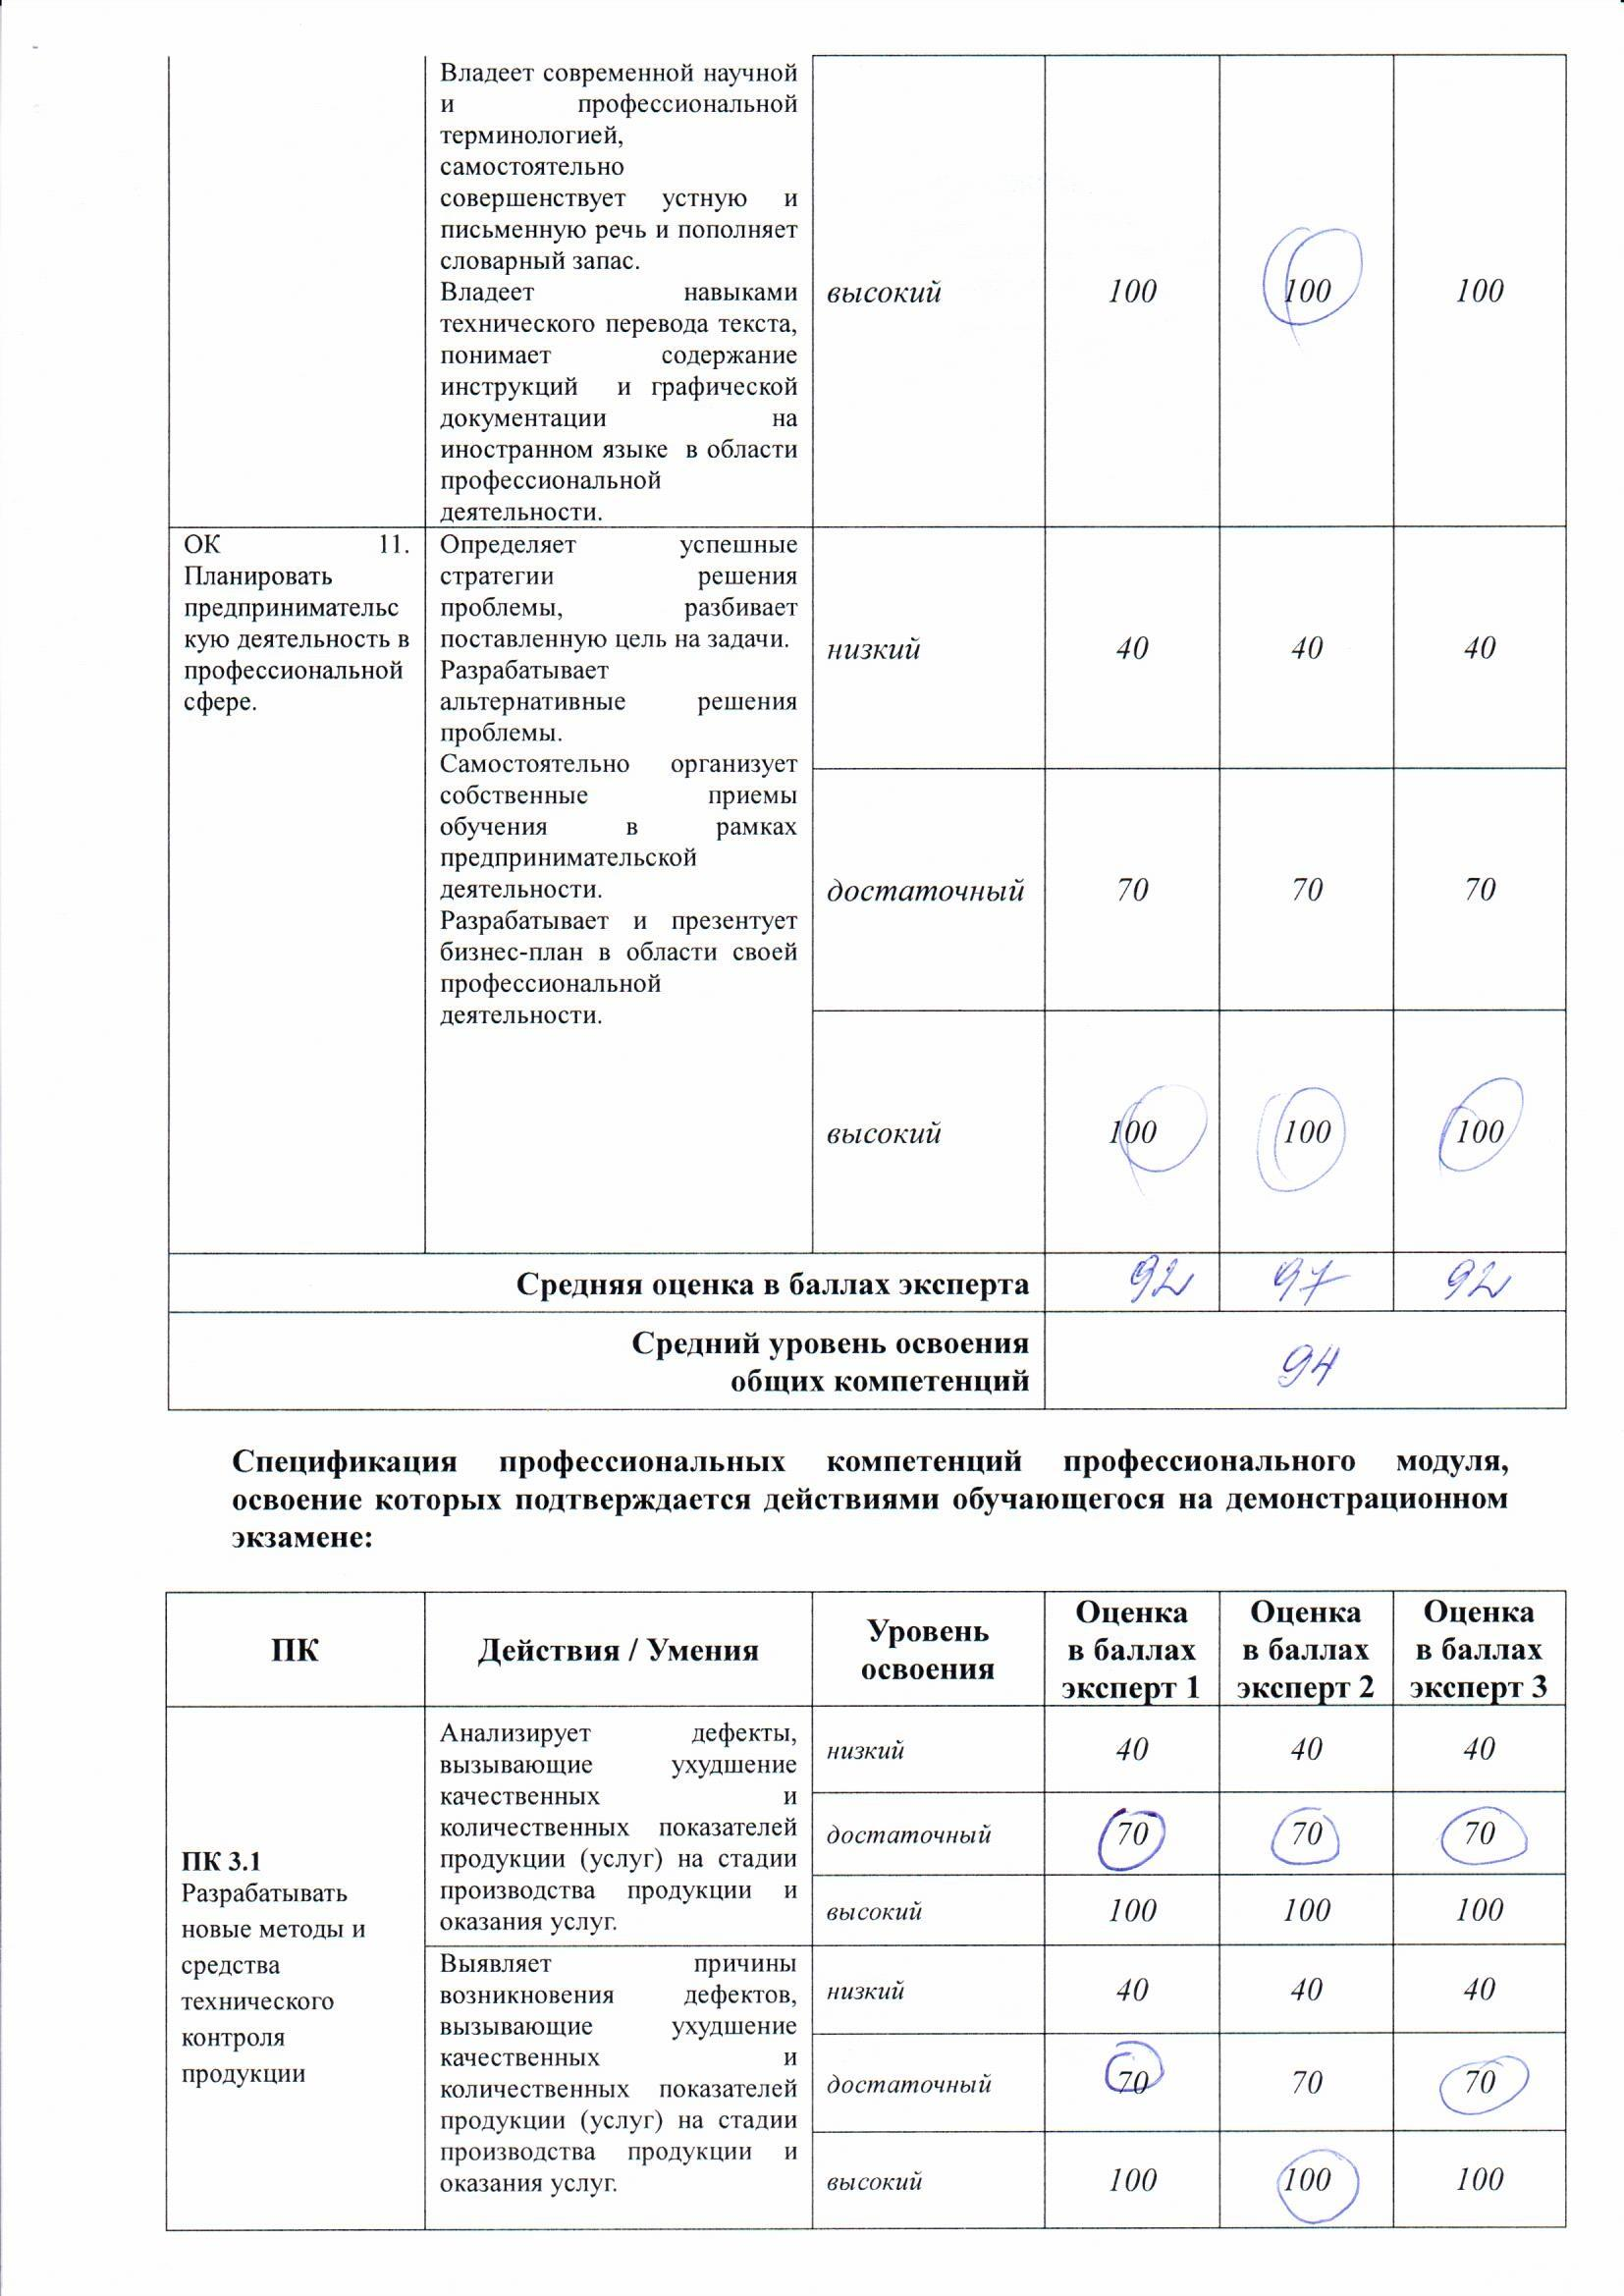 Владеет современной научной
и профессиональной
терминологией,
самостоятельно
совершенствует устную и
письменную речь и пополняет
словарный запас.
Владеет навыками
технического перевода текста,
понимает содержание
инструкций и графической
документации на
иностранном языке в области
профессиональной
деятельности.
высокий 100 100 100
ОК 11.
Планировать
предпринимательс
кую деятельность в
профессиональной
сфере.
Определяет успешные
стратегии решения
проблемы, разбивает
поставленную цель на задачи.
Разрабатывает
альтернативные решения
проблемы.
Самостоятельно организует
собственные приемы
обучения в рамках
предпринимательской
деятельности.
Разрабатывает и презентует
бизнес-план в области своей
профессиональной
деятельности.
низкий 40 40 40
достаточный 70 70 70
высокий 100 100 100
Средняя оценка в баллах эксперта 92 97 92
Средний уровень освоения
общих компетенций
94
Спецификация профессиональных компетенций профессионального модуля,
освоение которых подтверждается действиями обучающегося на демонстрационном
экзамене:
ПК
Действия / Умения
Уровень
освоения
Оценка
в баллах
эксперт 1
Оценка
в баллах
эксперт 2
Оценка
в баллах
эксперт 3
ПК 3.1
Разрабатывать
новые методы и
средства
технического
контроля
продукции
Анализирует дефекты,
вызывающие ухудшение
качественных и
количественных показателей
продукции (услуг) на стадии
производства продукции и
оказания услуг.
низкий 40 40 40
достаточный 70 70 70
высокий 100 100 100
Выявляет причины
возникновения дефектов,
вызывающие ухудшение
качественных и
количественных показателей
продукции (услуг) на стадии
производства продукции и
оказания услуг.
низкий 40 40 40
достаточный 70 70 70
высокий 100 100 100